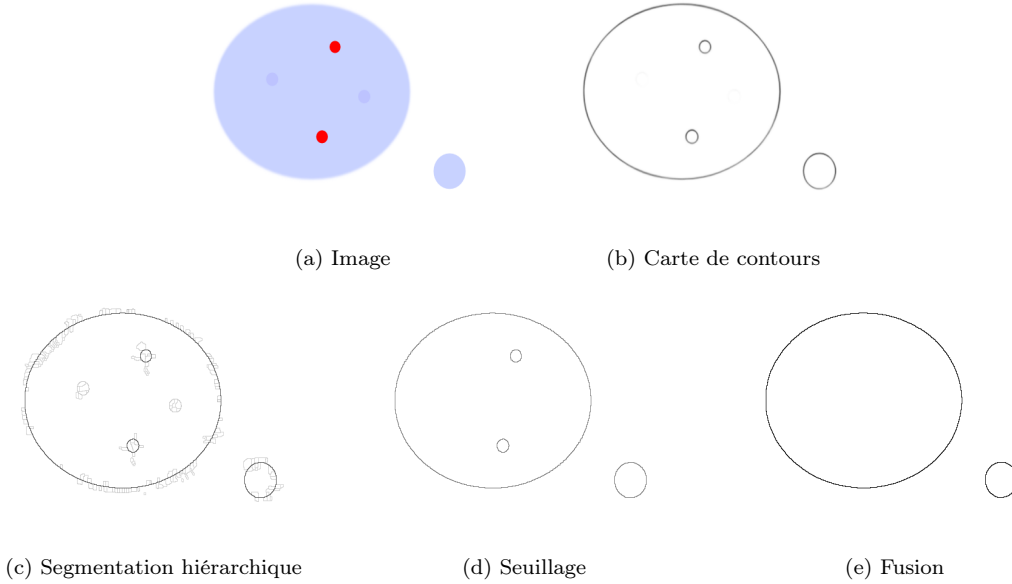 (a) Image
(b) Carte de contours
(c) Segmentation hiérarchique
(d) Seuillage
(e) Fusion